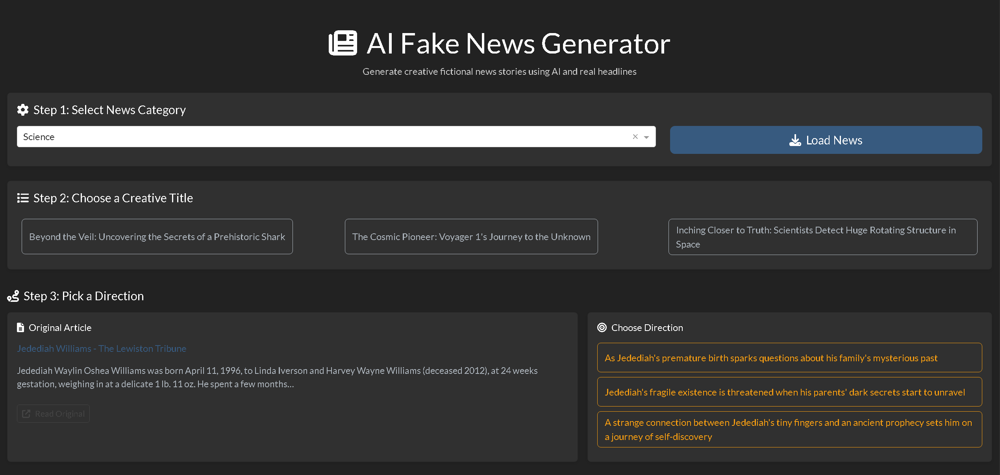 AI Fake News Generator
Generate creative fictional news stories using AI and real headlines
Step 1: Select News Category
Science
Load News
Step 2: Choose a Creative Title
Beyond the Veil: Uncovering the Secrets of a Prehistoric Shark
The Cosmic Pioneer: Voyager 1's Journey to the Unknown
Inching Closer to Truth: Scientists Detect Huge Rotating Structure in
Space
Step 3: Pick a Direction
Original Article
Jedediah Williams - The Lewiston Tribune
Jedediah Waylin Oshea Williams was born April 11, 1996, to Linda Iverson and Harvey Wayne Williams (deceased 2012), at 24 weeks
gestation, weighing in at a delicate 1 lb. 11 oz. He spent a few months...
Read Original
Choose Direction
As Jedediah's premature birth sparks questions about his family's mysterious past
Jedediah's fragile existence is threatened when his parents' dark secrets start to unravel
A strange connection between Jedediah's tiny fingers and an ancient prophecy sets him on
a journey of self-discovery